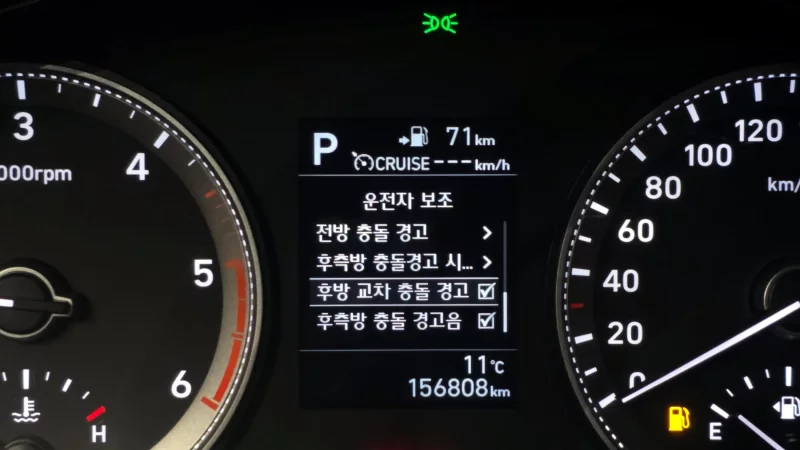 3
4
5
6
000rpm
H
P
71km
CRUISE ---km/h
운전자 보조
전방 충돌 경고
후측방 충돌경고 시...
후방 교차 충돌 경고
후측방 충돌 경고음
11℃
156808km
120
100
80
60
40
20
0
km/
E